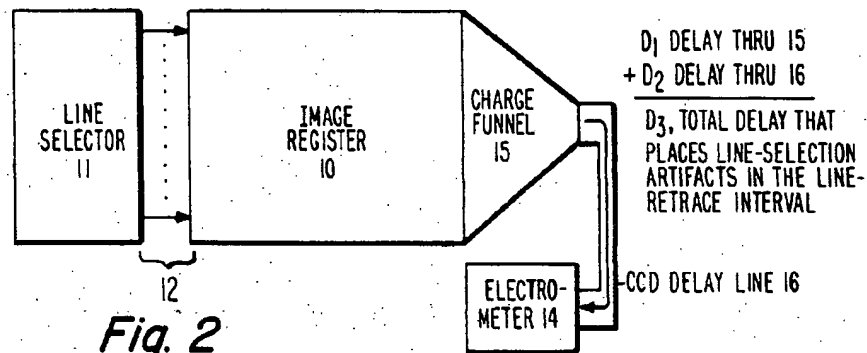 LINE
SELECTOR
11
12
IMAGE
REGISTER
10
CHARGE
FUNNEL
15
D1 DELAY THRU 15
+ D2 DELAY THRU 16
D3, TOTAL DELAY THAT
PLACES LINE-SELECTION
ARTIFACTS IN THE LINE-
RETRACE INTERVAL
ELECTRO-
METER 14
CCD DELAY LINE 16
Fig. 2